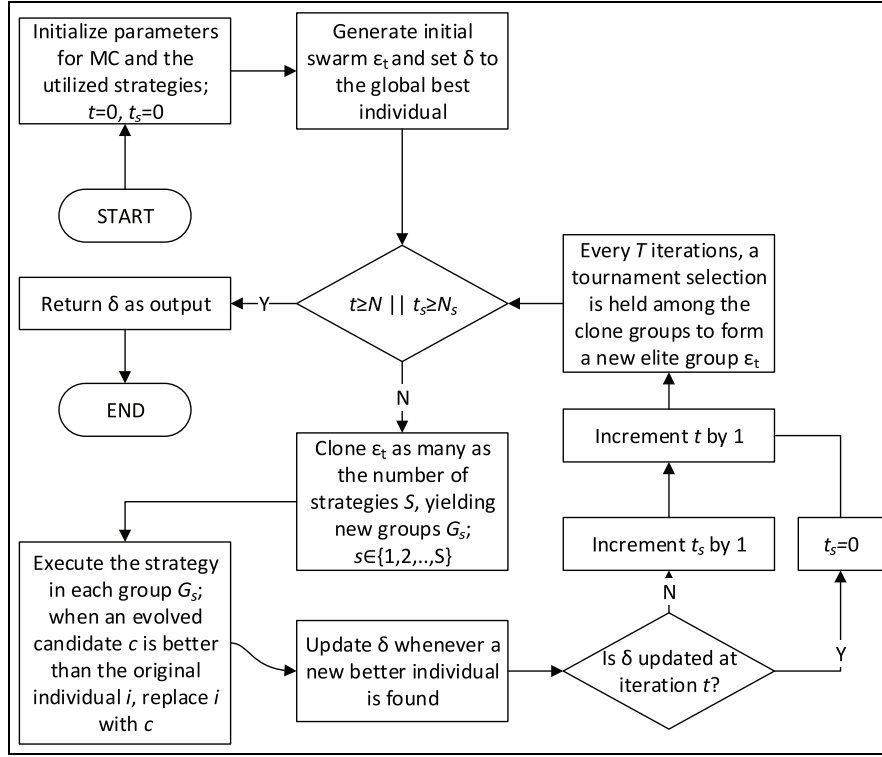 Initialize parameters
for MC and the
utilized strategies;
t=0, tₛ=0
Generate initial
swarm εₜ and set δ to
the global best
individual
START
Every T iterations, a
tournament selection
is held among the
clone groups to form
a new elite group εₜ
Return δ as output
Y
t≥N || tₛ≥Nₛ
END
N
Increment t by 1
Clone εₜ as many as
the number of
strategies S, yielding
new groups Gₛ;
s∈{1,2,..,S}
Increment tₛ by 1
tₛ=0
Execute the strategy
in each group Gₛ;
when an evolved
candidate c is better
than the original
individual i, replace i
with c
Update δ whenever a
new better individual
is found
N
Is δ updated at
iteration t?
Y